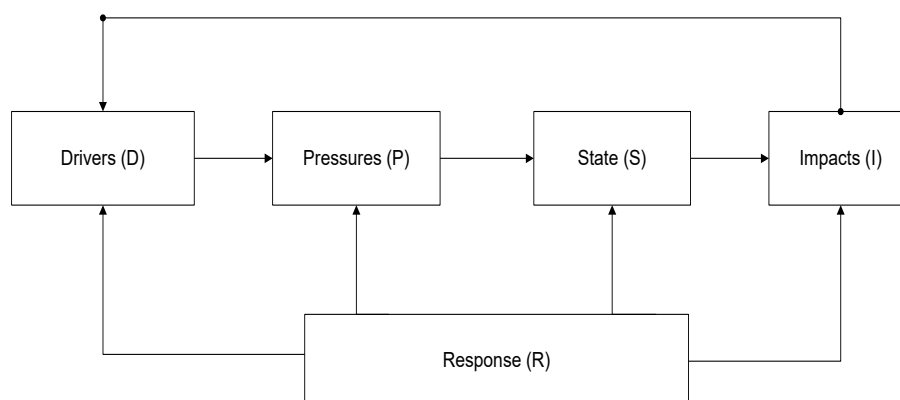 Drivers (D)
Pressures (P)
State (S)
Impacts (I)
Response (R)